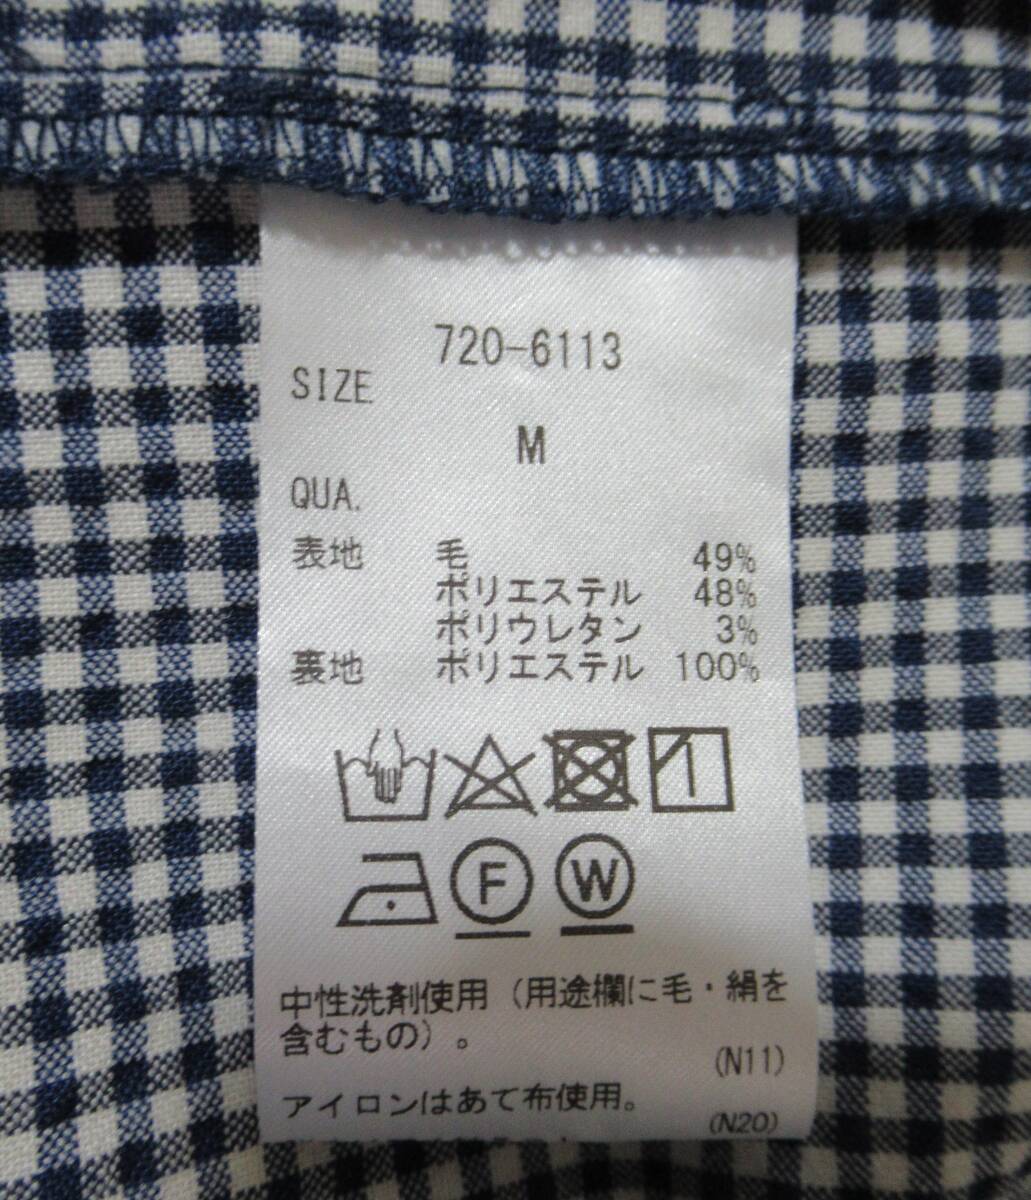 720-6113
SIZE
M
QUA.
表地 毛 49%
ポリエステル 48%
ポリウレタン 3%
裏地 ポリエステル 100%
F W
中性洗剤使用（用途欄に毛・絹を
含むもの）。
(N11)
アイロンはあて布使用。
(N20)